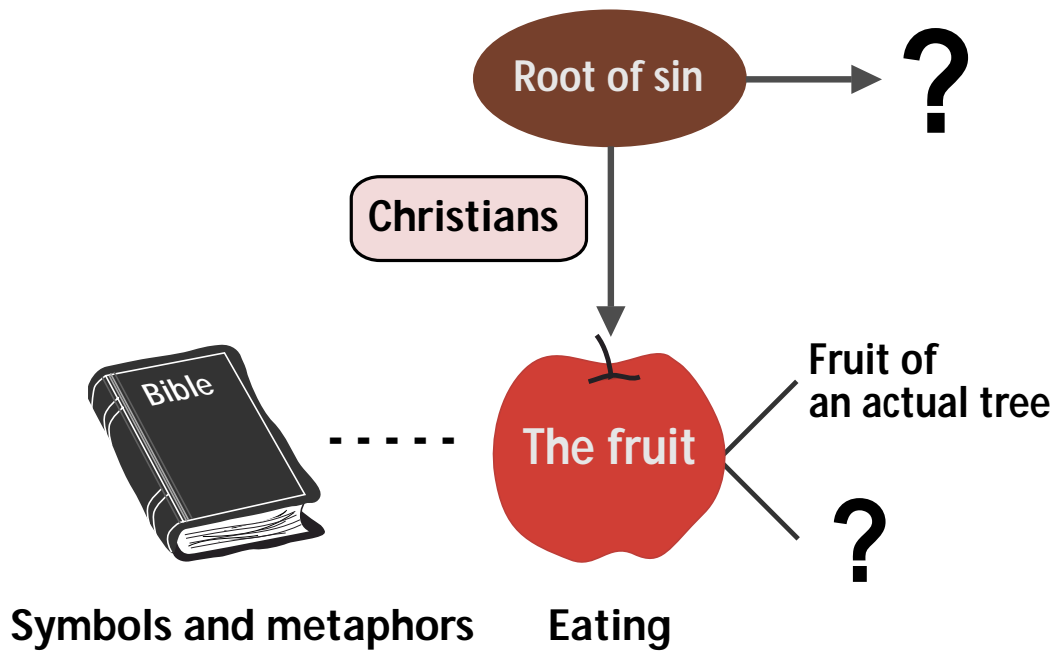 Root of sin
?
Christians
Fruit of
an actual tree
Bible
- - - - -
The fruit
?
Symbols and metaphors
Eating